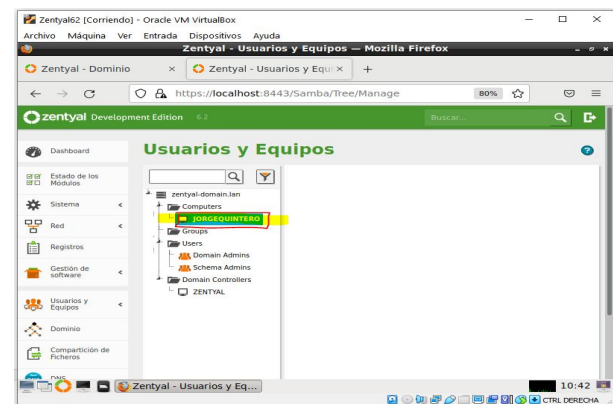 Zentyal62 [Corriendo] - Oracle VM VirtualBox
Archivo Máquina Ver Entrada Dispositivos Ayuda
Zentyal - Usuarios y Equipos — Mozilla Firefox
Zentyal - Dominio × Zentyal - Usuarios y Equi × +
https://localhost:8443/Samba/Tree/Manage 80%
zentyal Development Edition 6.2 Buscar...
Dashboard
Usuarios y Equipos
Estado de los Módulos
Sistema
Red
Registros
Gestión de software
Usuarios y Equipos
Dominio
Compartición de Ficheros
DNS
zentyal-domain.lan
Computers
JORGEQUINTERO
Groups
Users
Domain Admins
Schema Admins
Domain Controllers
ZENTYAL
Zentyal - Usuarios y Eq... 10:42
CTRL DERECHA